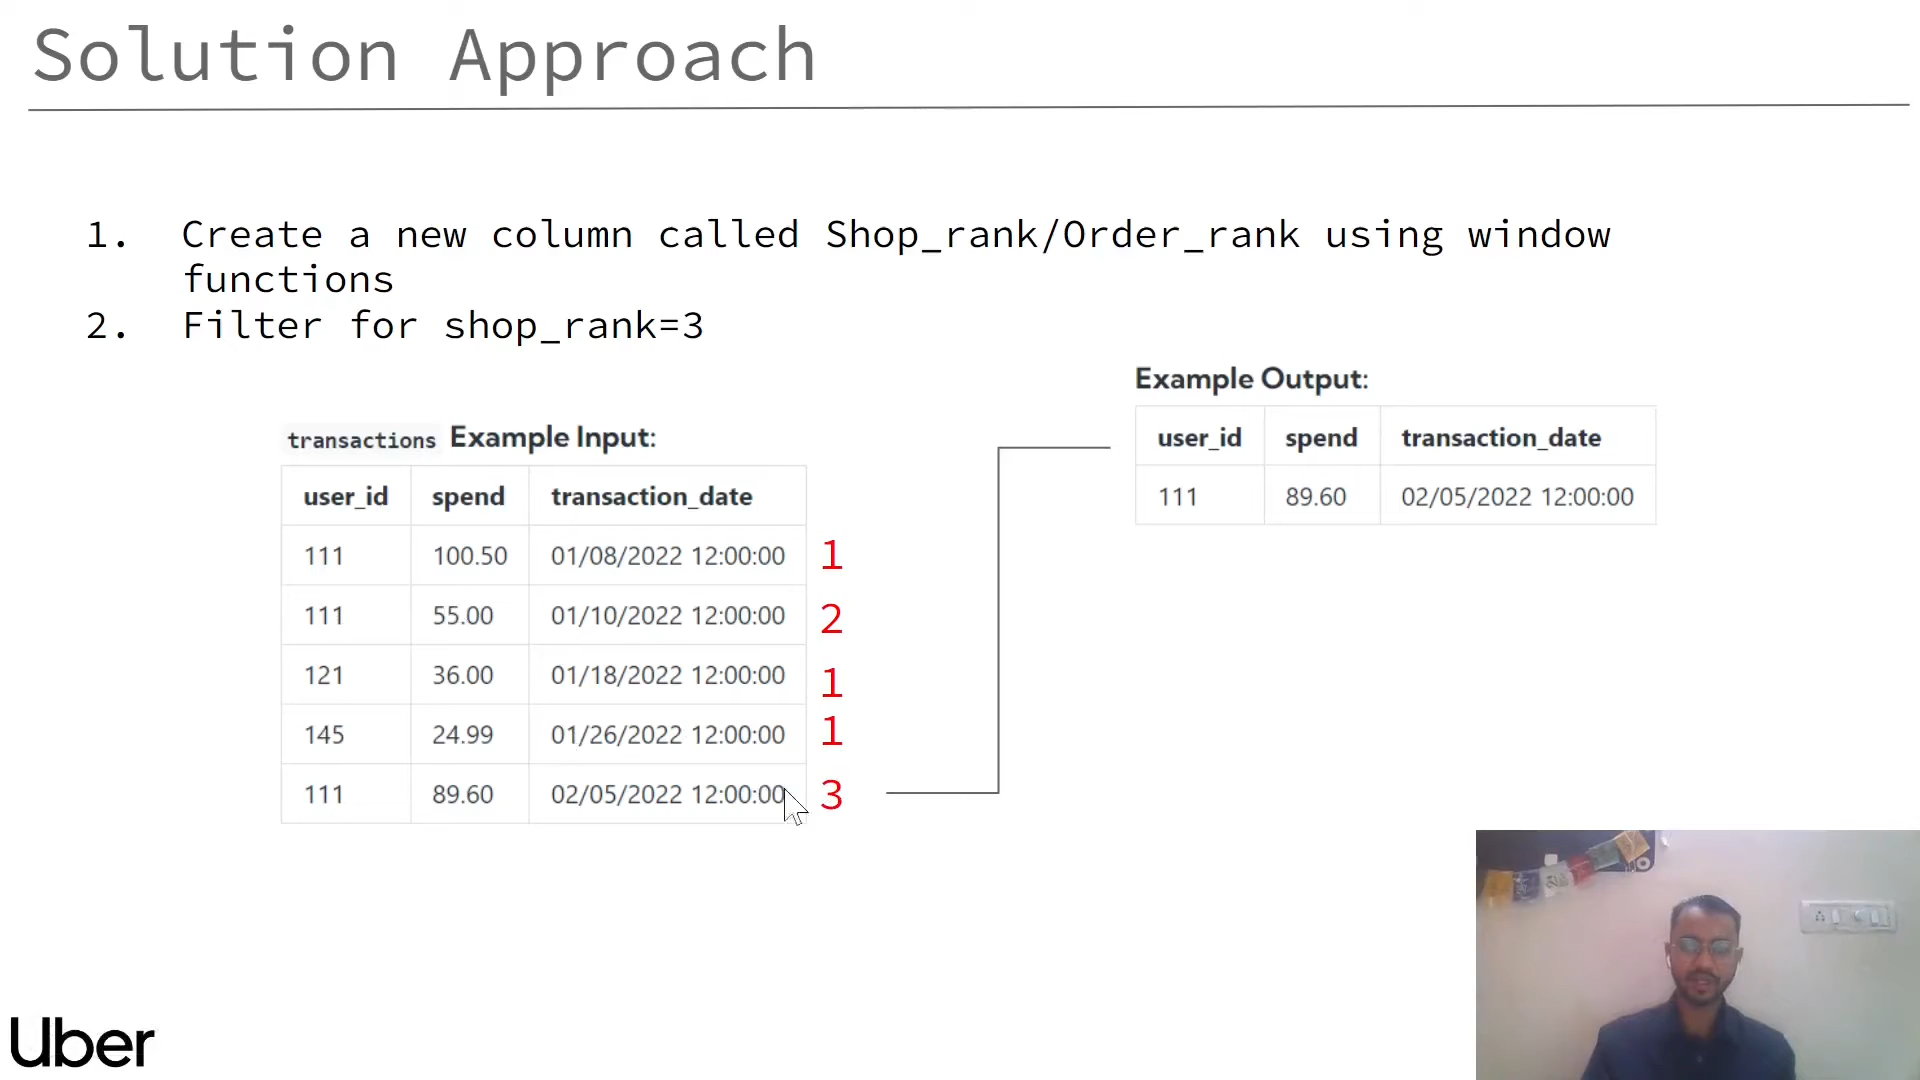 Solution Approach
1. Create a new column called Shop_rank/Order_rank using window
functions
2. Filter for shop_rank=3
Example Output:
user_id spend transaction_date
111 89.60 02/05/2022 12:00:00
transactions Example Input:
user_id spend transaction_date
111 100.50 01/08/2022 12:00:00 1
111 55.00 01/10/2022 12:00:00 2
121 36.00 01/18/2022 12:00:00 1
145 24.99 01/26/2022 12:00:00 1
111 89.60 02/05/2022 12:00:00 3
Uber